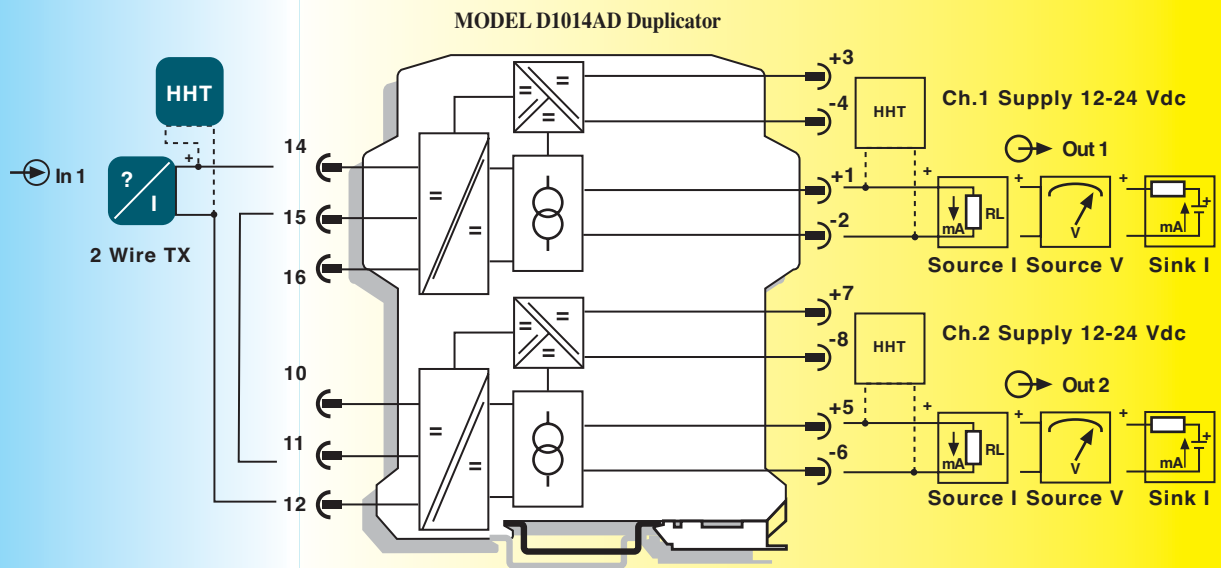 MODEL D1014AD Duplicator
HHT
+
In 1
?
I
2 Wire TX
14
15
16
10
11
12
=
=
=
=
=
=
=
=
=
=
+3
-4
+1
-2
+7
-8
+5
-6
HHT
Ch.1 Supply 12-24 Vdc
Out 1
+
mA
RL
+
V
+
mA
+
Source I Source V Sink I
HHT
Ch.2 Supply 12-24 Vdc
Out 2
+
mA
RL
+
V
+
mA
+
Source I Source V Sink I